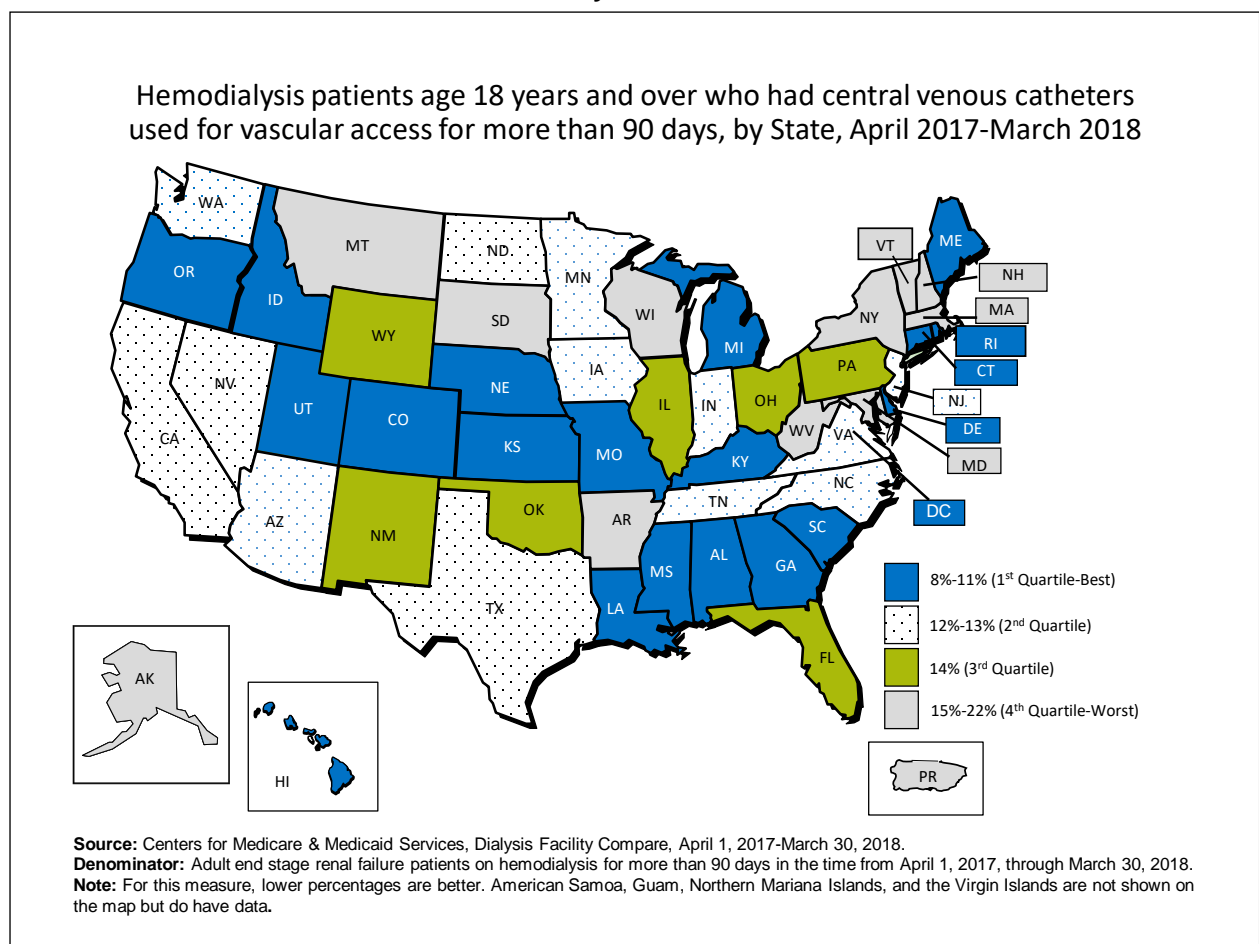 Hemodialysis patients age 18 years and over who had central venous catheters
used for vascular access for more than 90 days, by State, April 2017-March 2018
WA
MT
ND
MN
OR
ID
WY
SD
WI
MI
VT
ME
NH
MA
NY
RI
CT
NV
UT
CO
NE
IA
IL
IN
OH
PA
NJ
DE
MD
CA
KS
MO
KY
WV
VA
DC
AZ
NM
OK
AR
TN
NC
SC
TX
LA
MS
AL
GA
FL
8%-11% (1st Quartile-Best)
12%-13% (2nd Quartile)
14% (3rd Quartile)
15%-22% (4th Quartile-Worst)
AK
HI
PR
Source: Centers for Medicare & Medicaid Services, Dialysis Facility Compare, April 1, 2017-March 30, 2018.
Denominator: Adult end stage renal failure patients on hemodialysis for more than 90 days in the time from April 1, 2017, through March 30, 2018.
Note: For this measure, lower percentages are better. American Samoa, Guam, Northern Mariana Islands, and the Virgin Islands are not shown on
the map but do have data.